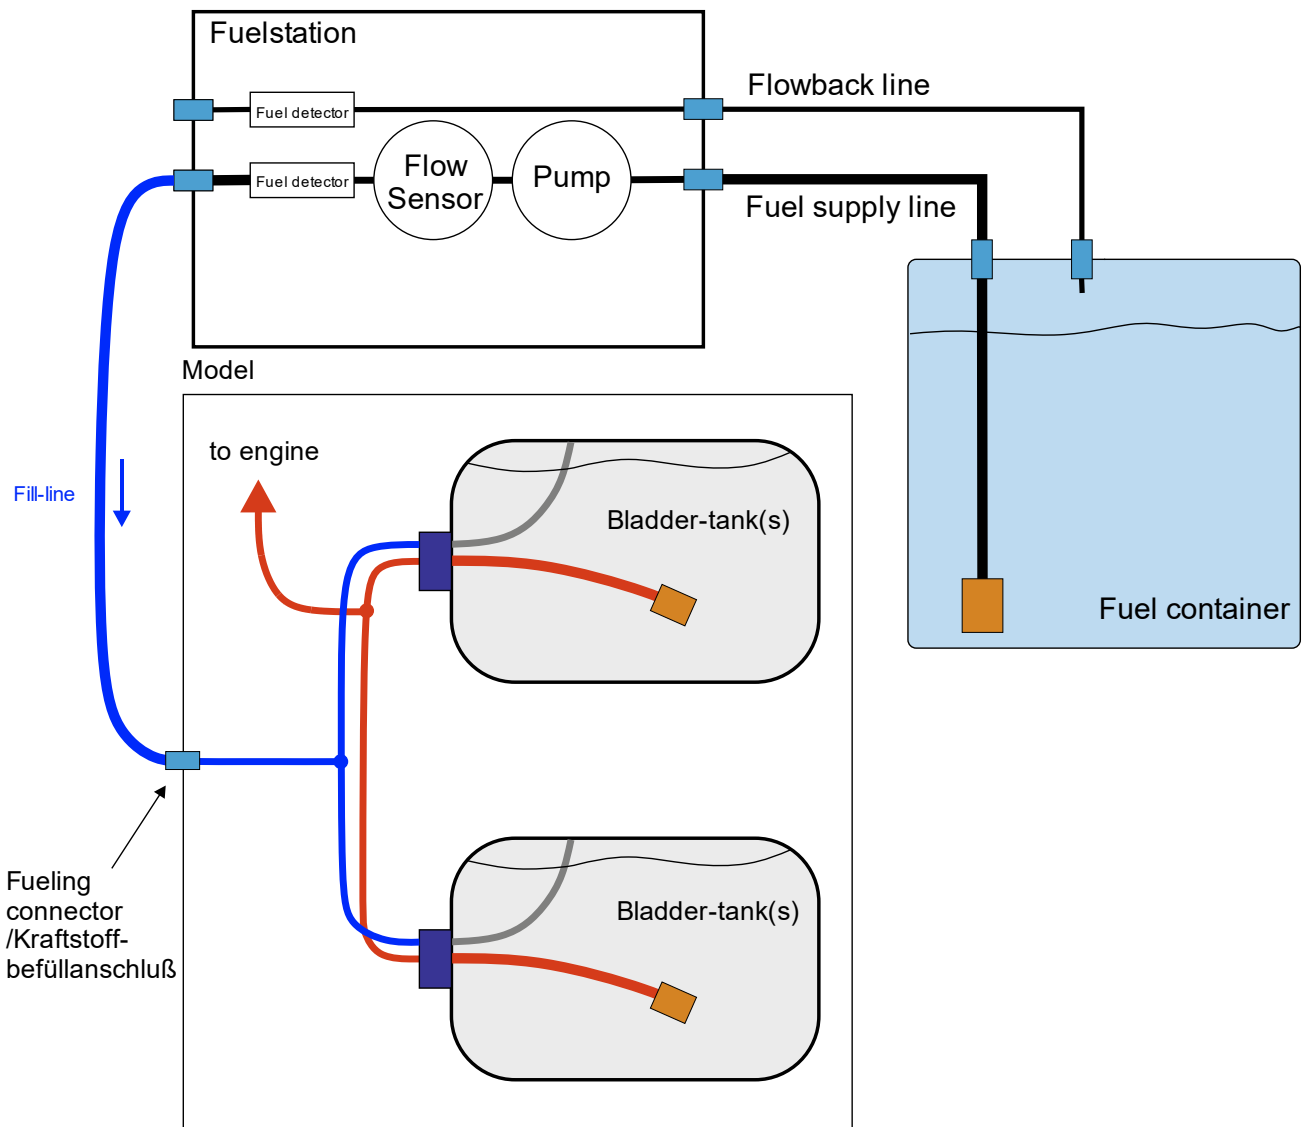 Fuelstation
Flowback line
Fuel detector
Fuel detector
Flow
Sensor
Pump
Fuel supply line
Model
to engine
Fill-line
Bladder-tank(s)
Fuel container
Fueling
connector
/Kraftstoff-
befüllanschluß
Bladder-tank(s)